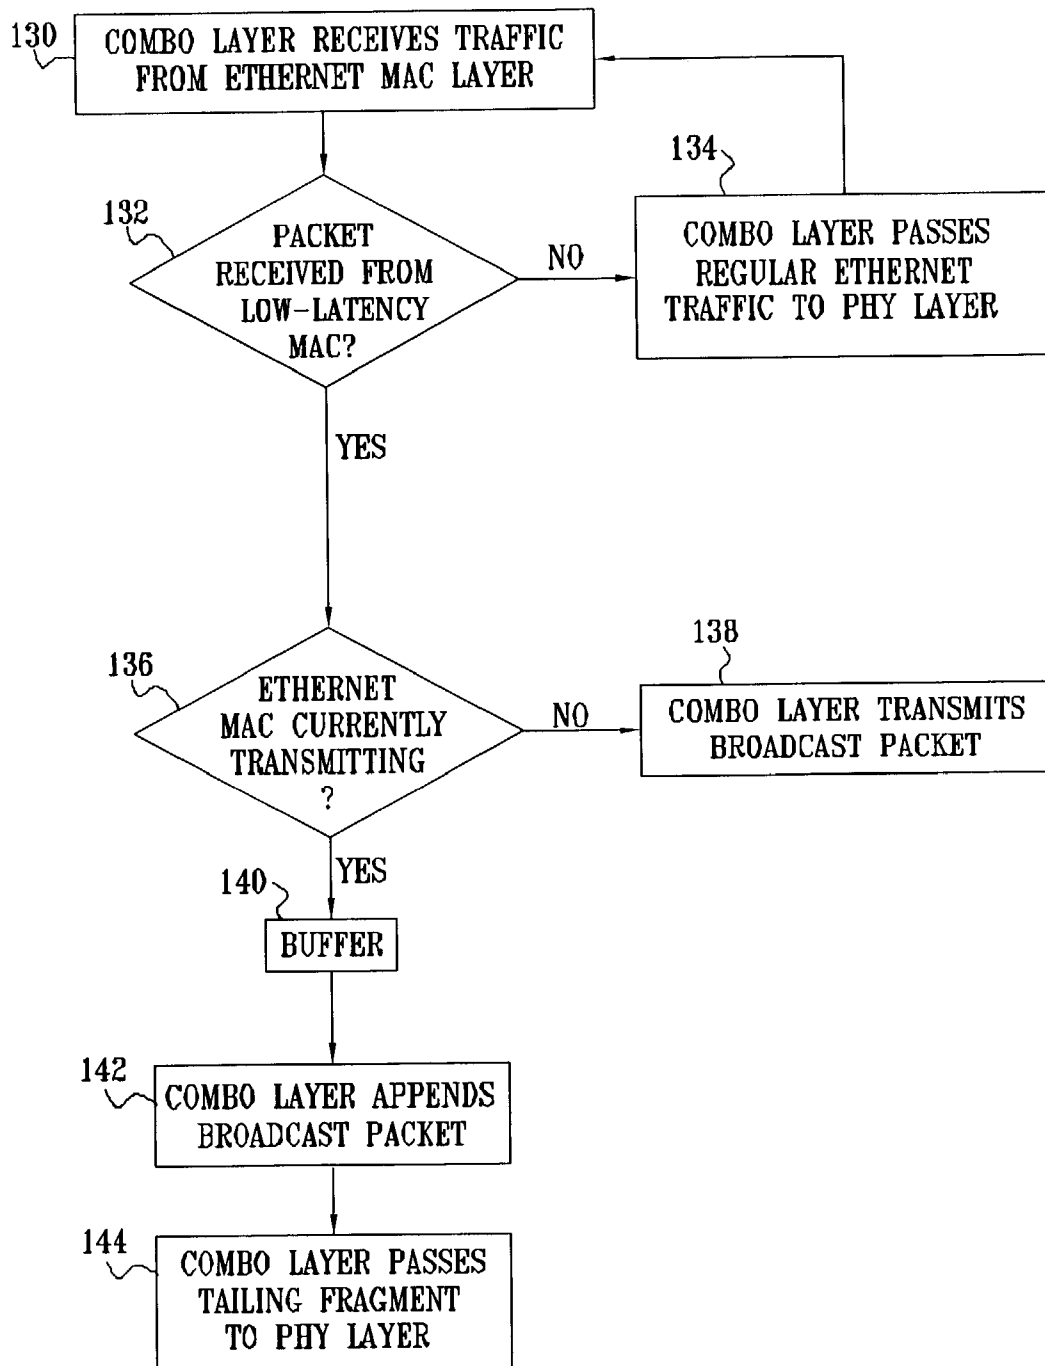 130
COMBO LAYER RECEIVES TRAFFIC
FROM ETHERNET MAC LAYER
132
PACKET
RECEIVED FROM
LOW-LATENCY
MAC?
NO
134
COMBO LAYER PASSES
REGULAR ETHERNET
TRAFFIC TO PHY LAYER
YES
136
ETHERNET
MAC CURRENTLY
TRANSMITTING
?
NO
138
COMBO LAYER TRANSMITS
BROADCAST PACKET
YES
140
BUFFER
142
COMBO LAYER APPENDS
BROADCAST PACKET
144
COMBO LAYER PASSES
TAILING FRAGMENT
TO PHY LAYER